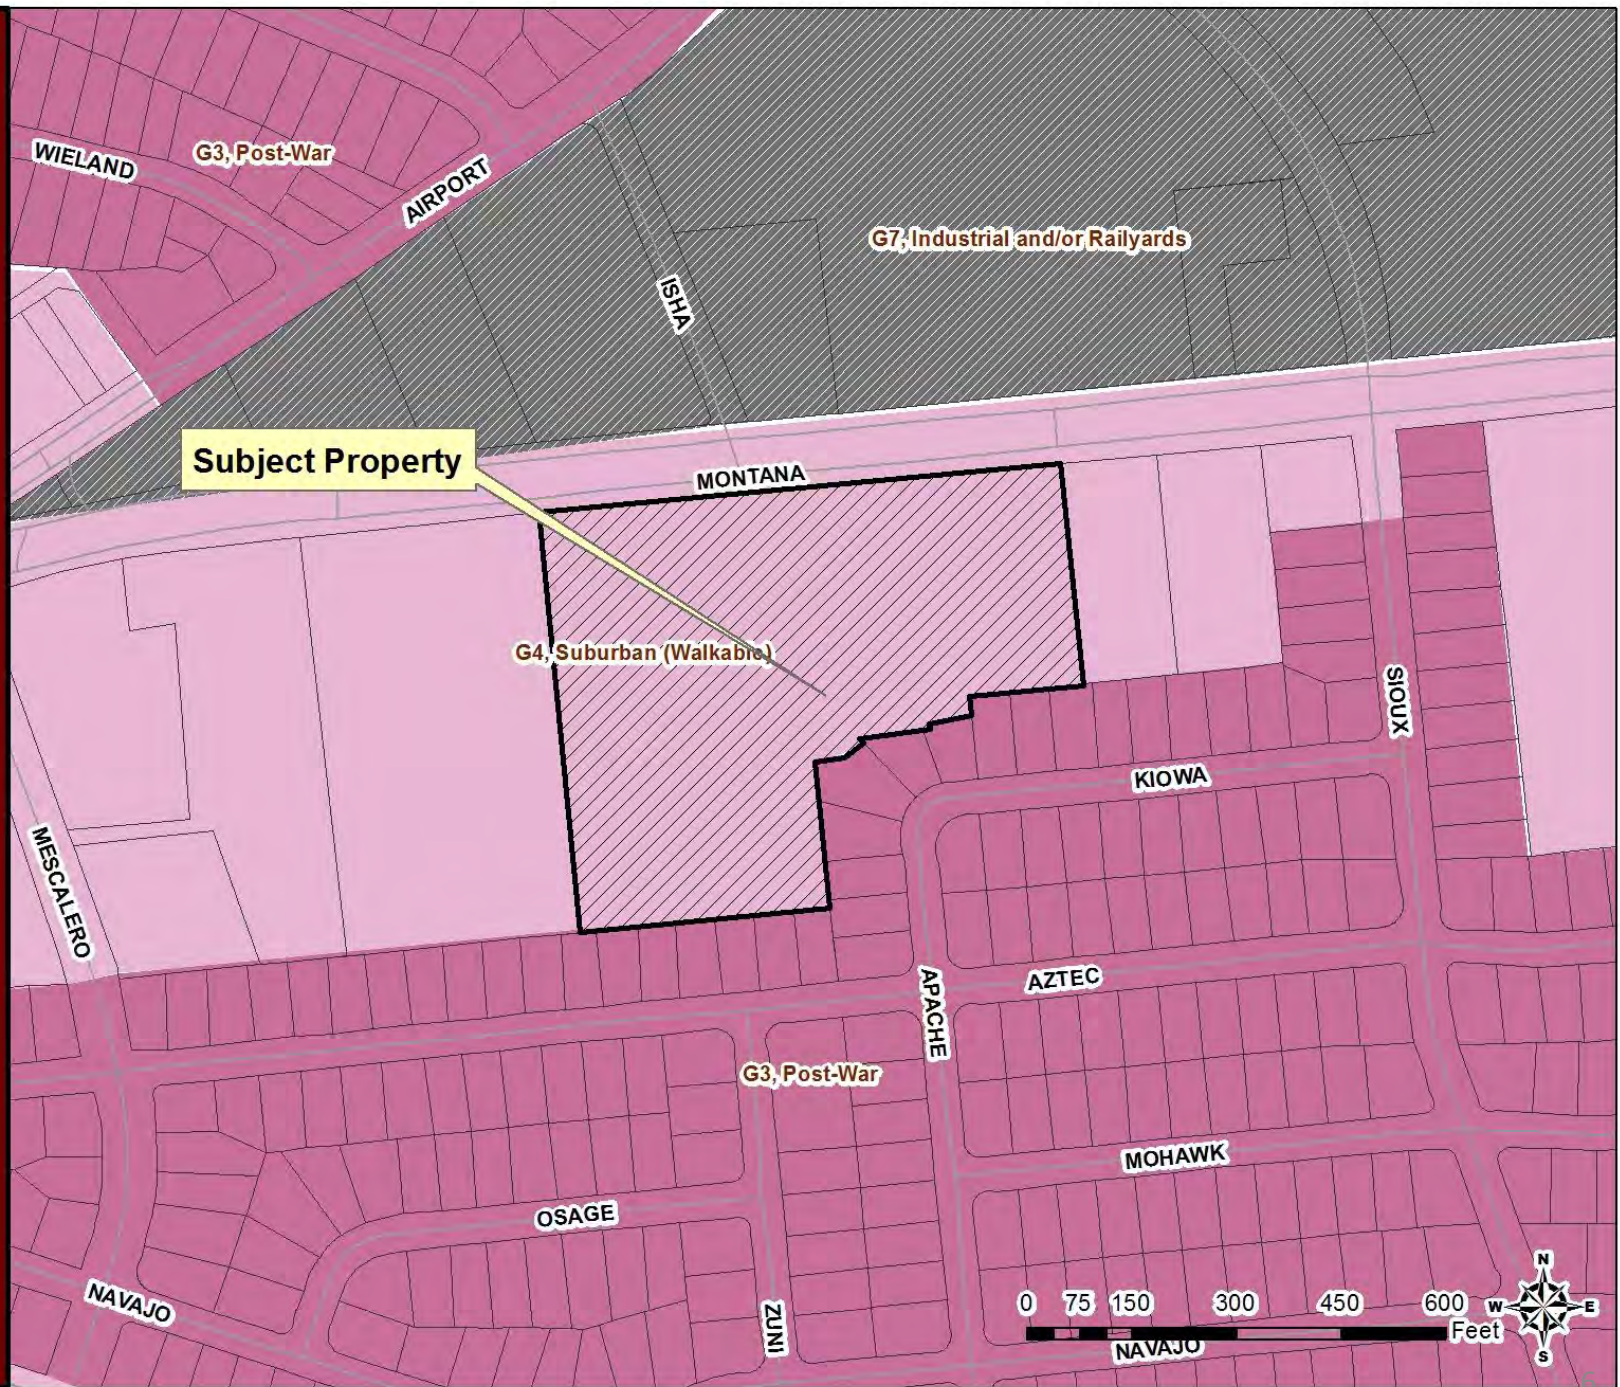 WIELAND
G3, Post-War
AIRPORT
G7, Industrial and/or Railyards
ISHA
Subject Property
MONTANA
G4, Suburban (Walkable)
SIOUX
KIOWA
MESCALERO
APACHE
AZTEC
G3, Post-War
MOHAWK
OSAGE
NAVAJO
ZUNI
N
W
E
S
0 75 150 300 450 600
Feet
NAVAJO
6